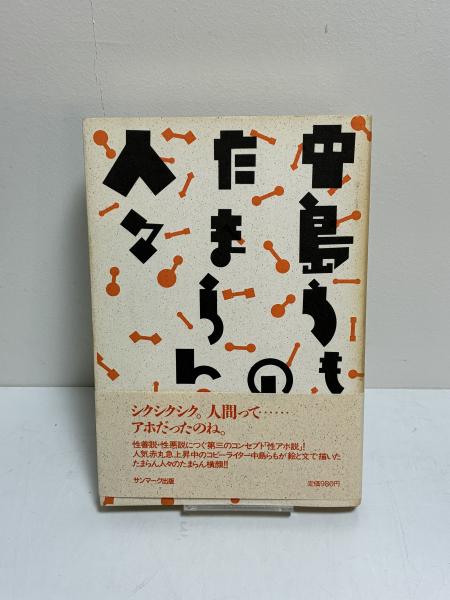 中島らも
の
たまらん
人々
シクシクシク。人間って……
アホだったのね。
性善説・性悪説につぐ第三のコンセプト「性アホ説」!
人気赤丸急上昇中のコピーライター中島らもが絵と文で描いた
たまらん人々のたまらん横顔!!
サンマーク出版
定価980円